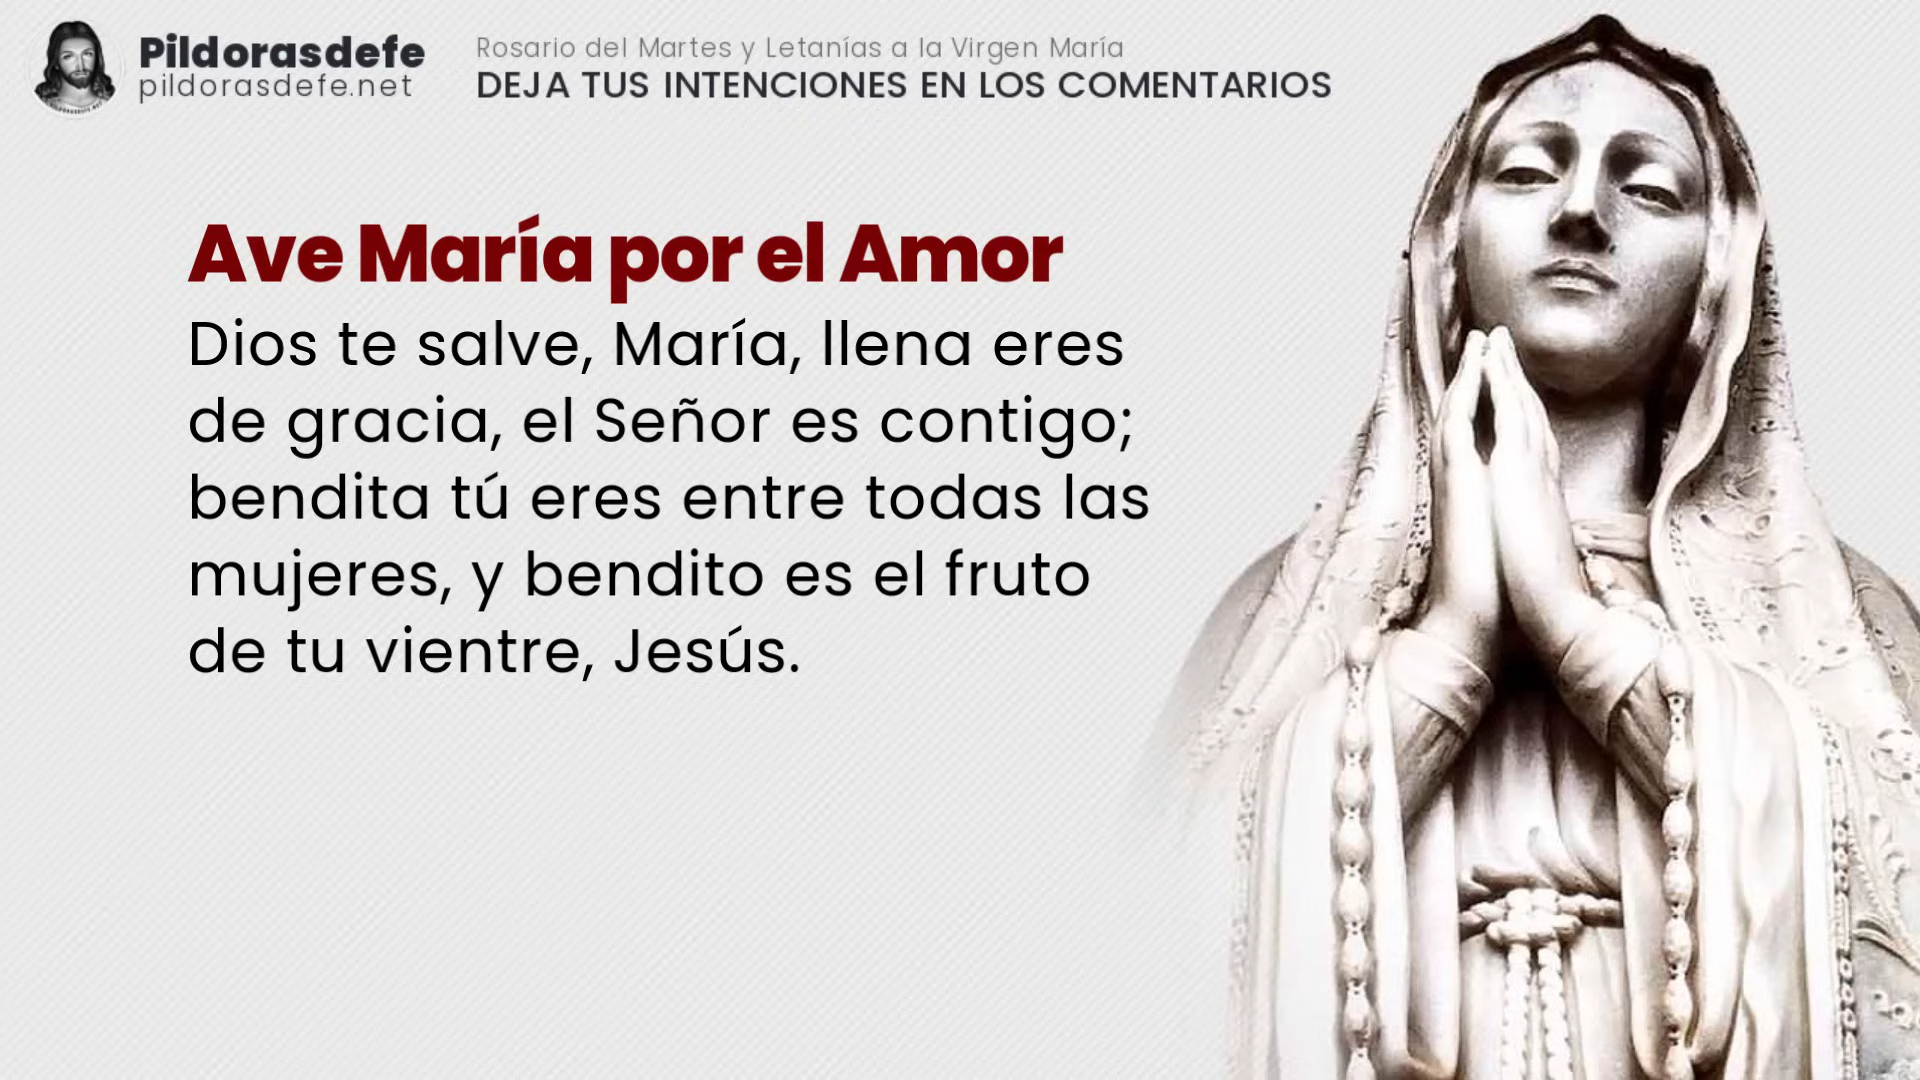 Pildorasdefe
pildorasdefe.net
Rosario del Martes y Letanías a la Virgen María
DEJA TUS INTENCIONES EN LOS COMENTARIOS
Ave María por el Amor
Dios te salve, María, llena eres
de gracia, el Señor es contigo;
bendita tú eres entre todas las
mujeres, y bendito es el fruto
de tu vientre, Jesús.